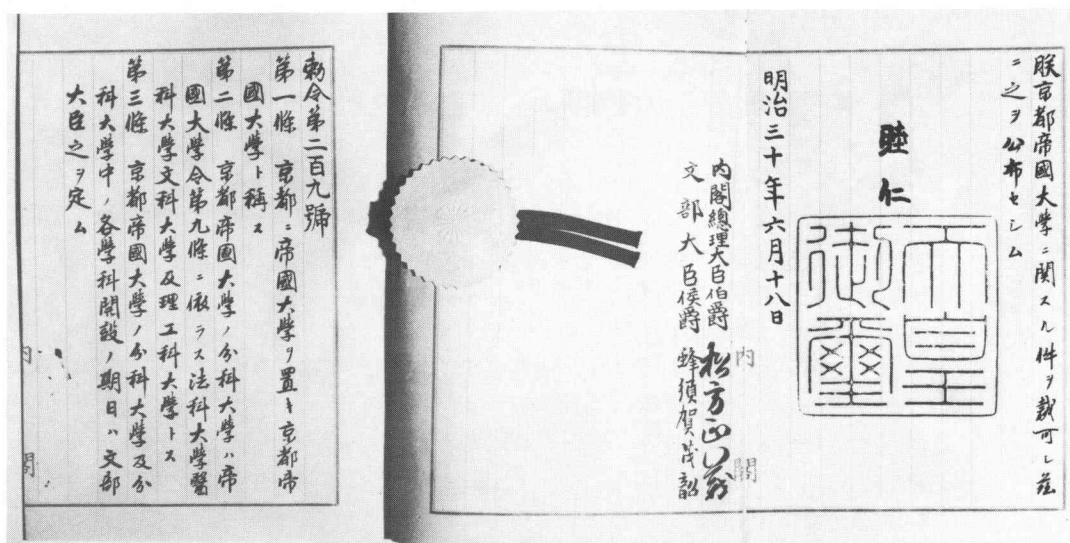 朕京都帝國大學ニ関スル件ヲ裁可シ茲
ニ之ヲ公布セシム
睦仁
天皇御璽
明治三十年六月十八日
内閣總理大臣伯爵 松方正義
文部大臣侯爵 蜂須賀茂韶
内閣
勅令第二百九號
第一條 京都ニ帝國大學ヲ置キ京都帝
國大學ト稱ス
第二條 京都帝國大學ノ分科大學ハ帝
國大學令第九條ニ依ラス法科大學醫
科大學文科大學及理工科大學トス
第三條 京都帝國大學ノ分科大學及分
科大學中ノ各學科開設ノ期日ハ文部
大臣之ヲ定ム
内閣